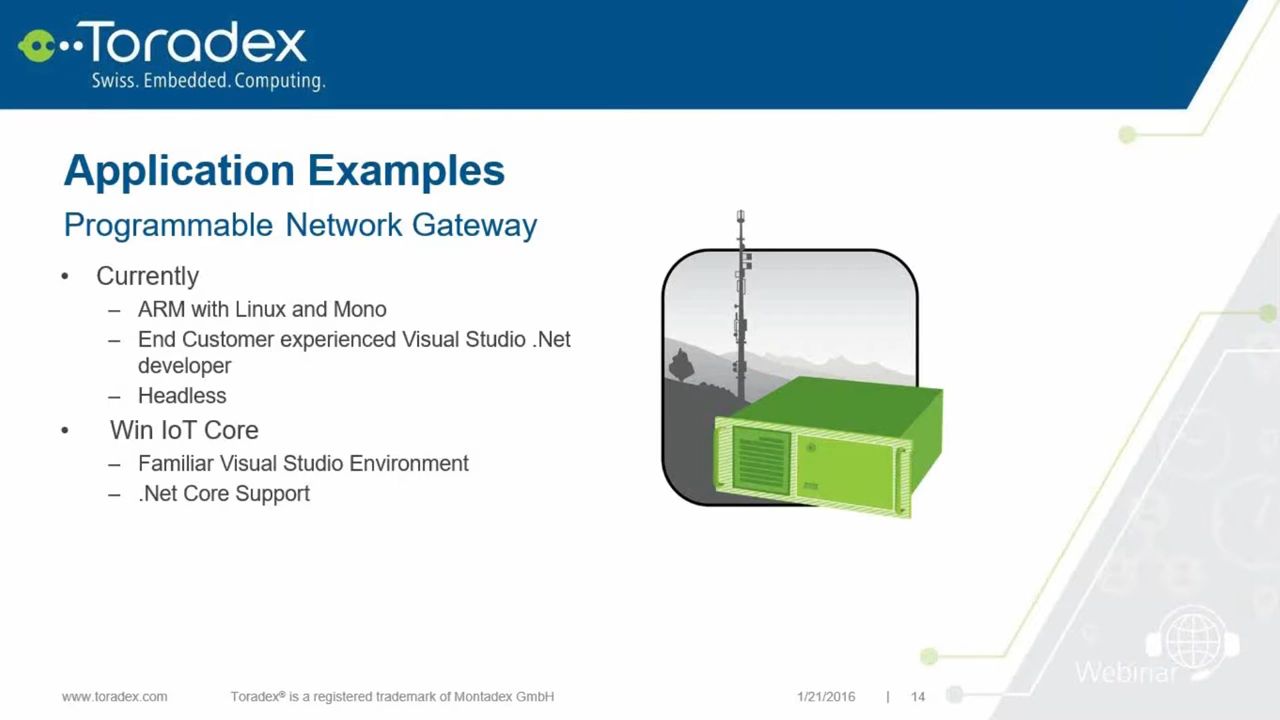 Toradex
Swiss. Embedded. Computing.
Application Examples
Programmable Network Gateway
• Currently
– ARM with Linux and Mono
– End Customer experienced Visual Studio .Net
developer
– Headless
• Win IoT Core
– Familiar Visual Studio Environment
– .Net Core Support
Webinar
www.toradex.com Toradex® is a registered trademark of Montadex GmbH 1/21/2016 | 14